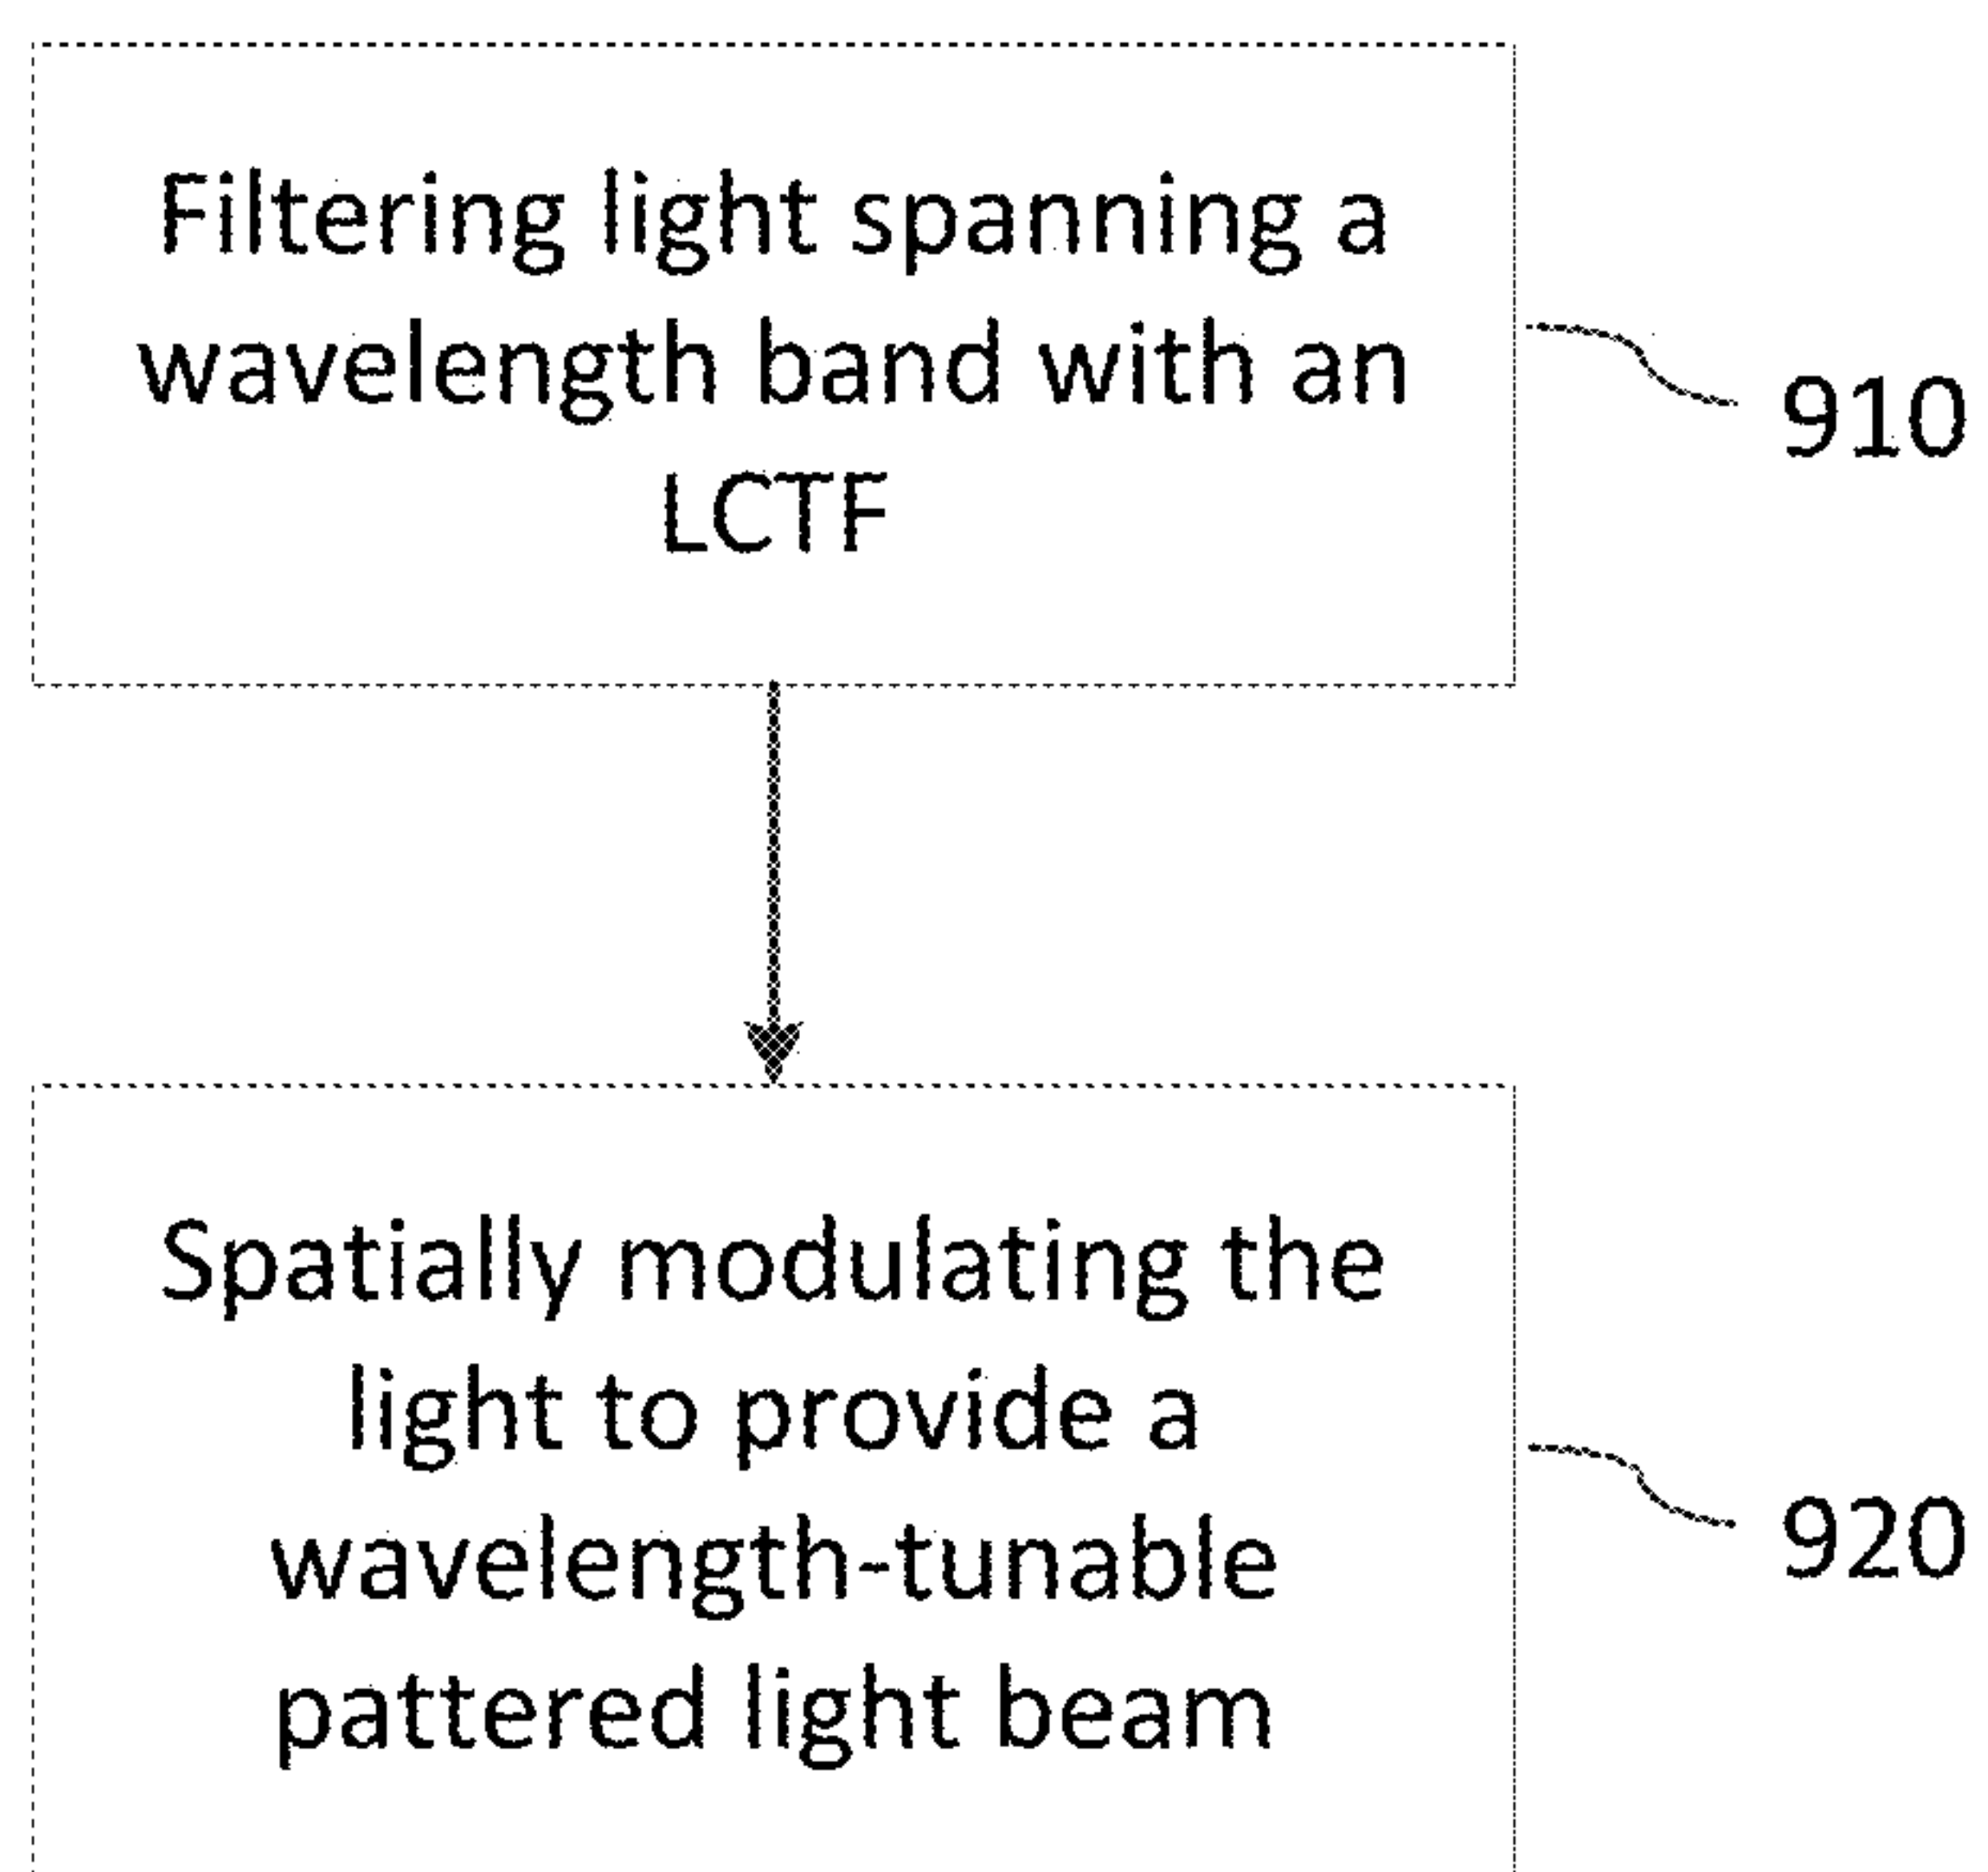 Filtering light spanning a
wavelength band with an
LCTF
910
Spatially modulating the
light to provide a
wavelength-tunable
pattered light beam
920